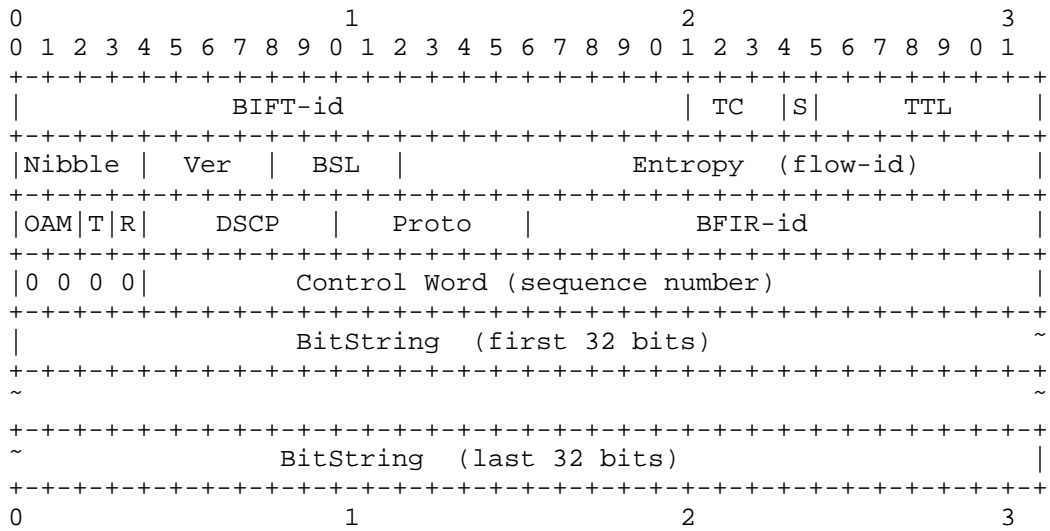 0                   1                   2                   3
0 1 2 3 4 5 6 7 8 9 0 1 2 3 4 5 6 7 8 9 0 1 2 3 4 5 6 7 8 9 0 1
+-+-+-+-+-+-+-+-+-+-+-+-+-+-+-+-+-+-+-+-+-+-+-+-+-+-+-+-+-+-+-+-+
|             BIFT-id                     | TC  |S|     TTL       |
+-+-+-+-+-+-+-+-+-+-+-+-+-+-+-+-+-+-+-+-+-+-+-+-+-+-+-+-+-+-+-+-+
|Nibble |  Ver  |  BSL  |              Entropy  (flow-id)       |
+-+-+-+-+-+-+-+-+-+-+-+-+-+-+-+-+-+-+-+-+-+-+-+-+-+-+-+-+-+-+-+-+
|OAM|T|R|    DSCP   |   Proto   |          BFIR-id              |
+-+-+-+-+-+-+-+-+-+-+-+-+-+-+-+-+-+-+-+-+-+-+-+-+-+-+-+-+-+-+-+-+
|0 0 0 0|         Control Word (sequence number)                |
+-+-+-+-+-+-+-+-+-+-+-+-+-+-+-+-+-+-+-+-+-+-+-+-+-+-+-+-+-+-+-+-+
|                 BitString  (first 32 bits)                    ~
+-+-+-+-+-+-+-+-+-+-+-+-+-+-+-+-+-+-+-+-+-+-+-+-+-+-+-+-+-+-+-+-+
~                                                               ~
+-+-+-+-+-+-+-+-+-+-+-+-+-+-+-+-+-+-+-+-+-+-+-+-+-+-+-+-+-+-+-+-+
~                BitString  (last 32 bits)                      |
+-+-+-+-+-+-+-+-+-+-+-+-+-+-+-+-+-+-+-+-+-+-+-+-+-+-+-+-+-+-+-+-+
0                   1                   2                   3